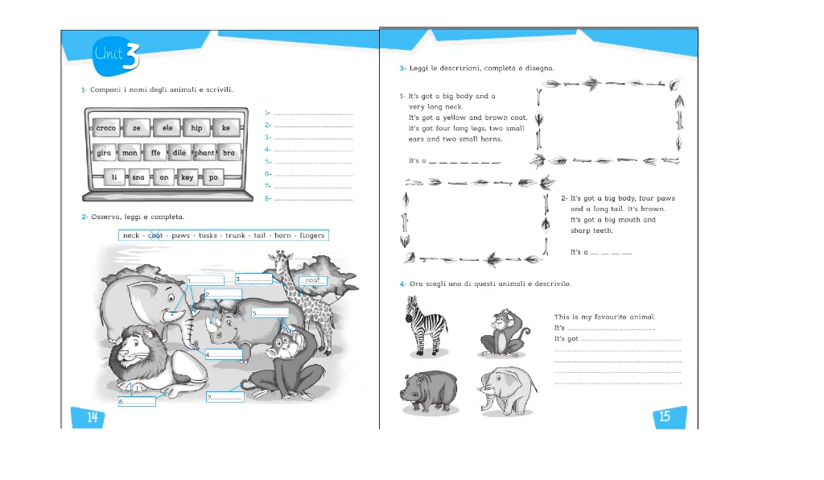 Unit 3
1- Componi i nomi degli animali e scrivili.
croco ze ele hip ke
gira mon ffe dile phant bra
li sna on key po
1- ....................
2- ....................
3- ....................
4- ....................
5- ....................
6- ....................
7- ....................
8- ....................
2- Osserva, leggi e completa.
neck - coat - paws - tusks - trunk - tail - horn - fingers
1...............
3...............
coat
2...............
5...............
4...............
6...............
7...............
14
3- Leggi le descrizioni, completa e disegna.
1- It's got a big body and a
very long neck.
It's got a yellow and brown coat.
It's got four long legs, two small
ears and two small horns.
It's a _ _ _ _ _ _ _
2- It's got a big body, four paws
and a long tail. It's brown.
It's got a big mouth and
sharp teeth.
It's a _ _ _ _
4- Ora scegli uno di questi animali e descrivilo.
This is my favourite animal.
It's ....................
It's got ....................
15